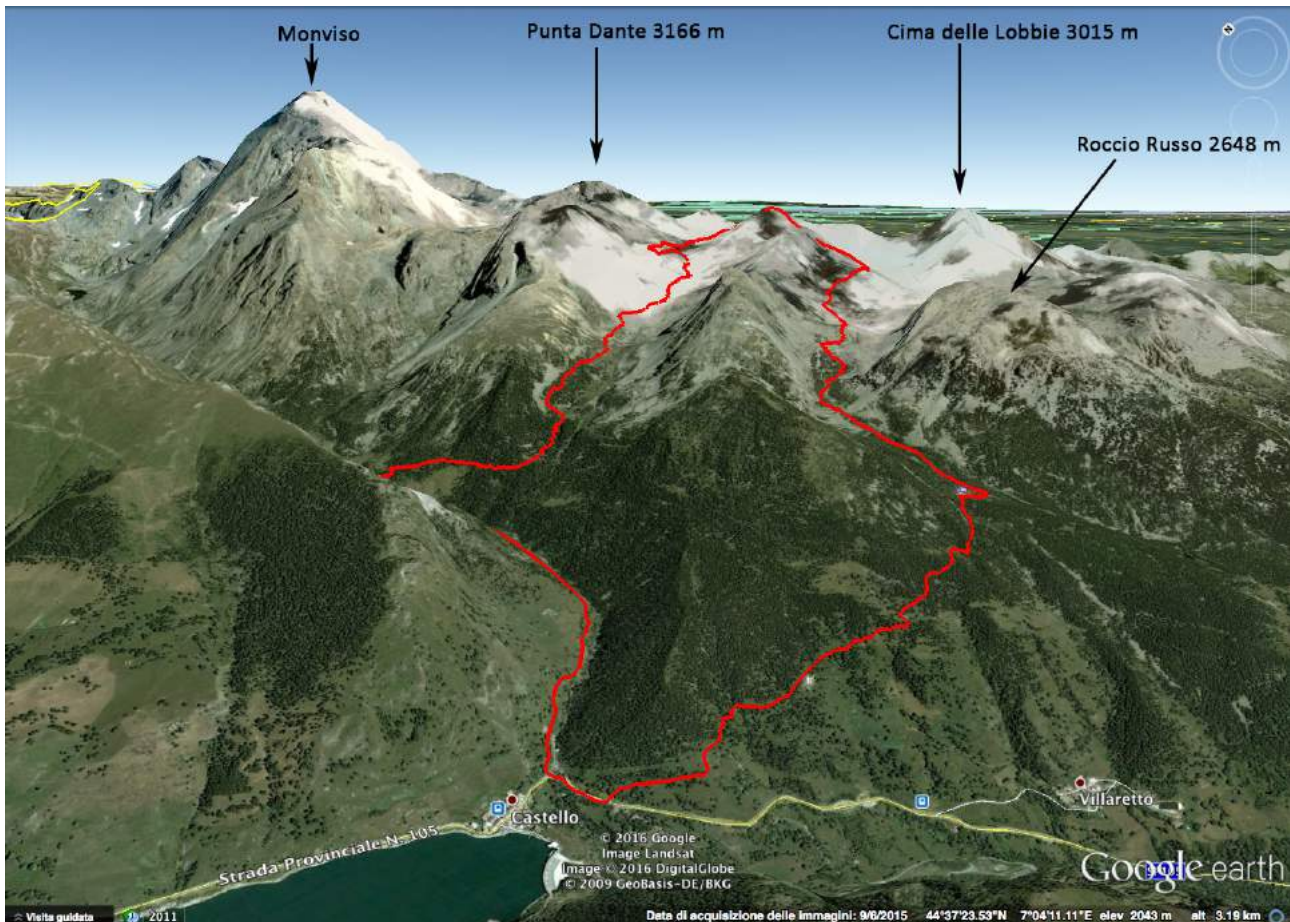 Monviso
Punta Dante 3166 m
Cima delle Lobbie 3015 m
Roccio Russo 2648 m
Castello
Villaretto
Strada Provinciale N. 105
© 2016 Google
Image Landsat
Image © 2016 DigitalGlobe
© 2009 GeoBasis-DE/BKG
Google earth
Visita guidata
2011
Data di acquisizione delle immagini: 9/6/2015 44°37'23.53"N 7°04'11.11"E elev 2043 m alt 3.19 km